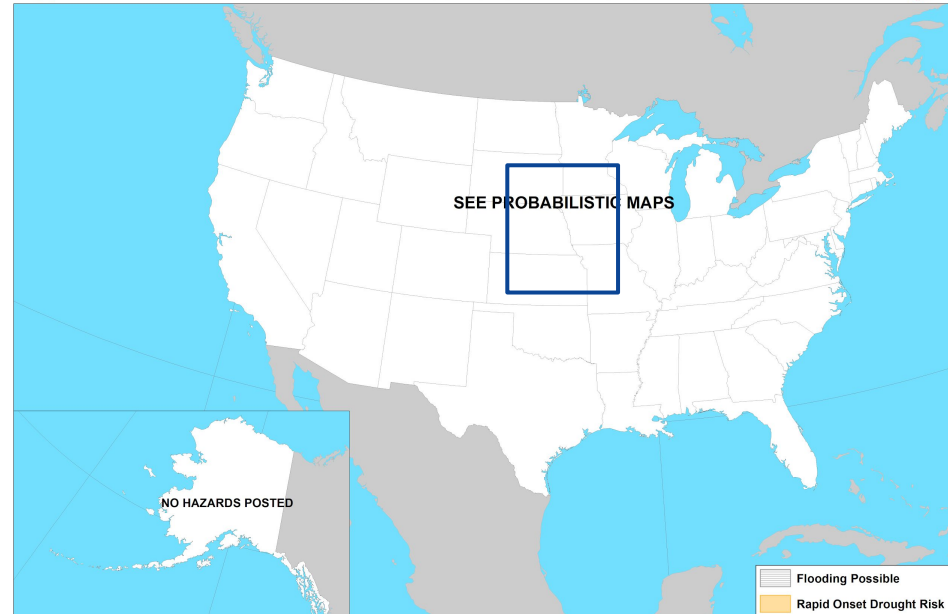 SEE PROBABILISTIC MAPS
NO HAZARDS POSTED
Flooding Possible
Rapid Onset Drought Risk